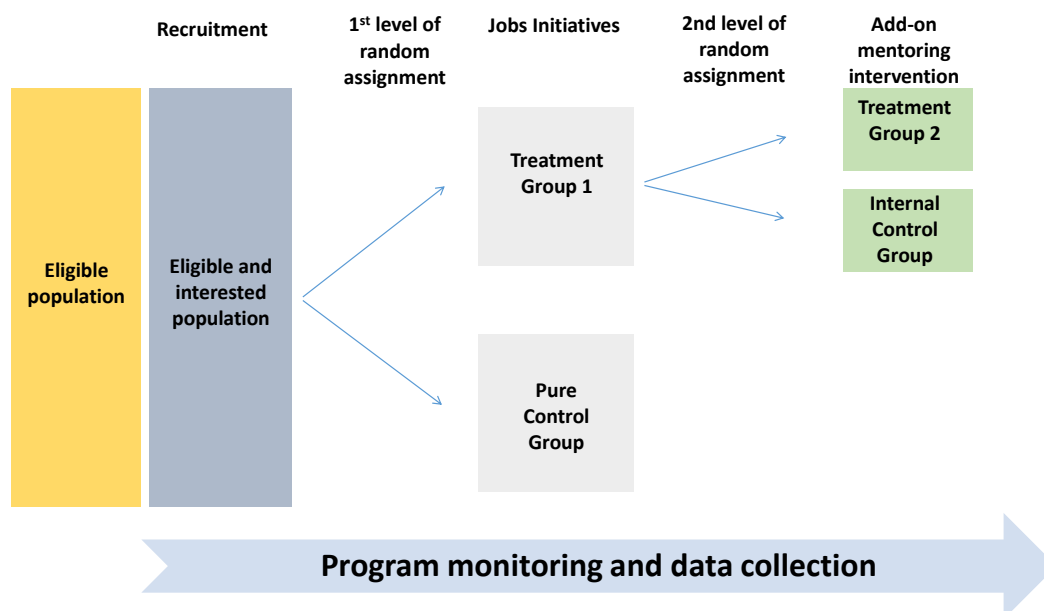 Recruitment
1st level of
random
assignment
Jobs Initiatives
2nd level of
random
assignment
Add-on
mentoring
intervention
Eligible
population
Eligible and
interested
population
Treatment
Group 1
Pure
Control
Group
Treatment
Group 2
Internal
Control
Group
Program monitoring and data collection